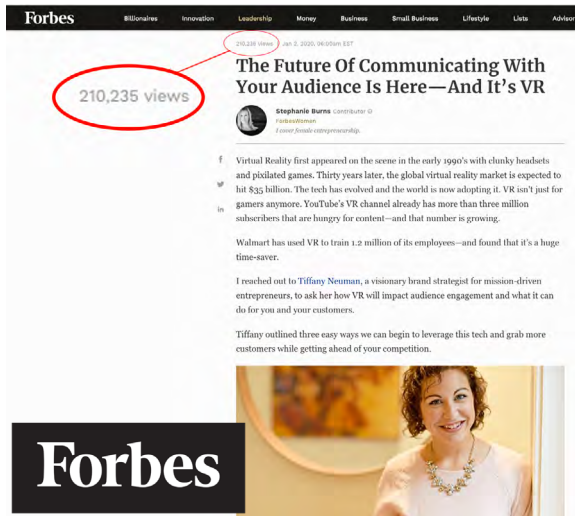 Forbes
Billionaires Innovation Leadership Money Business Small Business Lifestyle Lists Advisor
210,235 views Jan 2, 2020, 06:00am EST
210,235 views
The Future Of Communicating With
Your Audience Is Here—And It's VR
Stephanie Burns Contributor
ForbesWomen
I cover female entrepreneurship.
f
in
Virtual Reality first appeared on the scene in the early 1990's with clunky headsets
and pixilated games. Thirty years later, the global virtual reality market is expected to
hit $35 billion. The tech has evolved and the world is now adopting it. VR isn't just for
gamers anymore. YouTube's VR channel already has more than three million
subscribers that are hungry for content—and that number is growing.
Walmart has used VR to train 1.2 million of its employees—and found that it's a huge
time-saver.
I reached out to Tiffany Neuman, a visionary brand strategist for mission-driven
entrepreneurs, to ask her how VR will impact audience engagement and what it can
do for you and your customers.
Tiffany outlined three easy ways we can begin to leverage this tech and grab more
customers while getting ahead of your competition.
Forbes